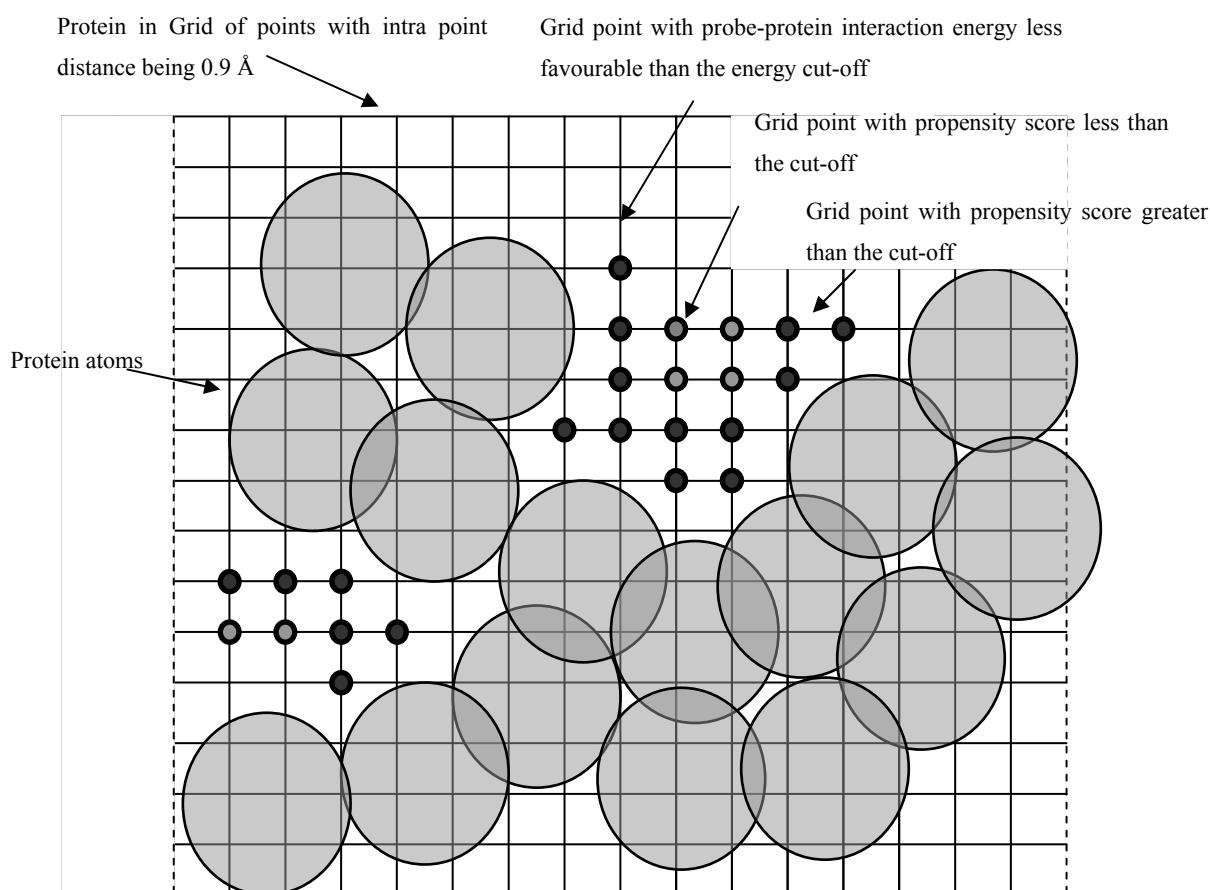 Protein in Grid of points with intra point
distance being 0.9 Å
Grid point with probe-protein interaction energy less
favourable than the energy cut-off
Grid point with propensity score less than
the cut-off
Grid point with propensity score greater
than the cut-off
Protein atoms